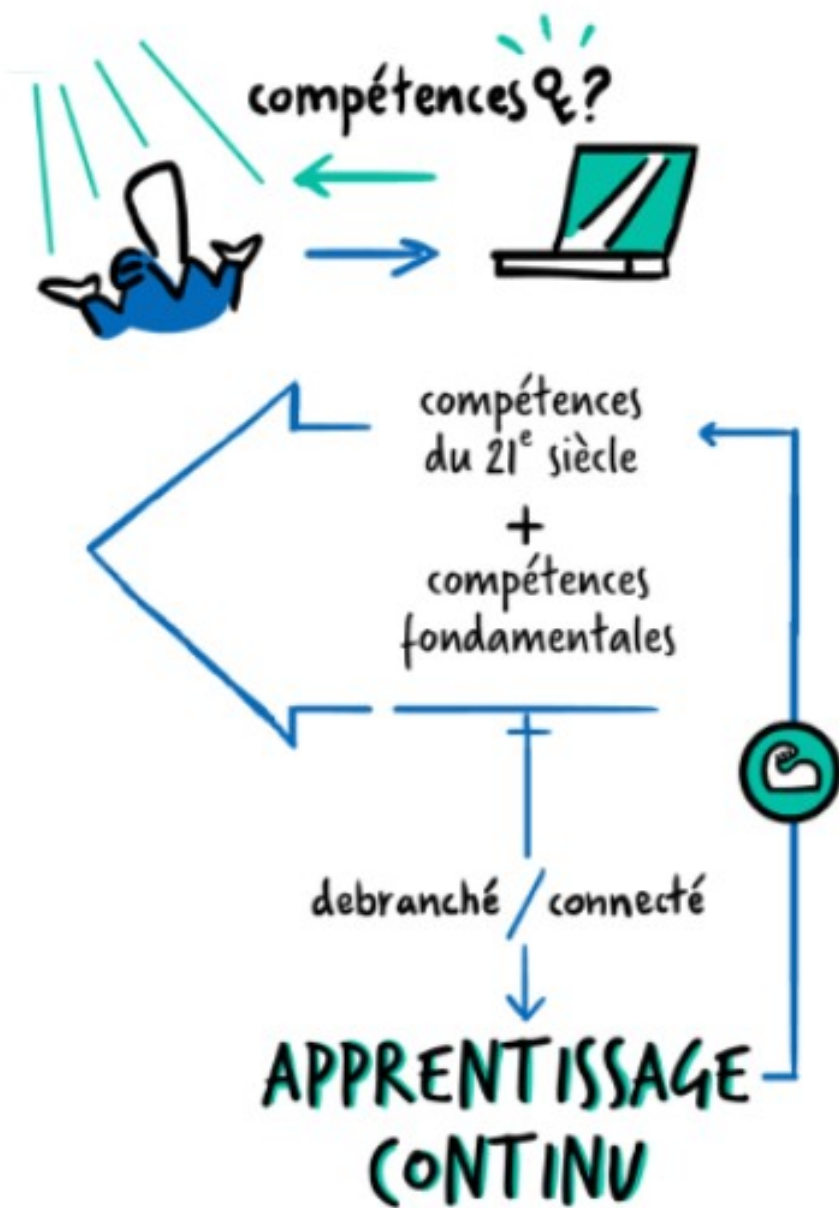 compétences ?
compétences
du 21e siècle
+
compétences
fondamentales
debranché / connecté
APPRENTISSAGE
CONTINU